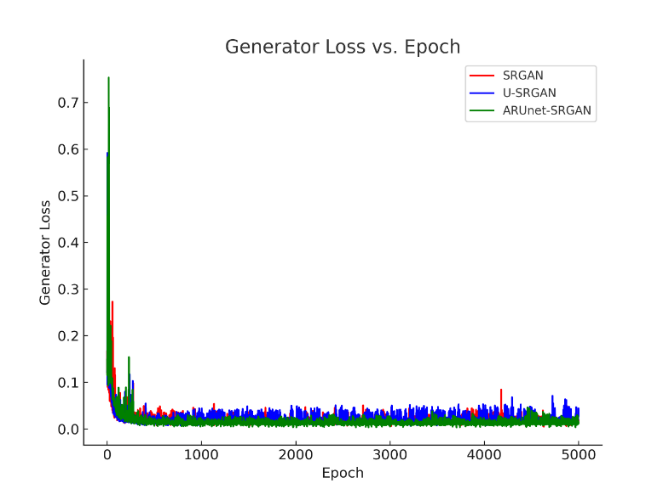 Generator Loss vs. Epoch
SRGAN
U-SRGAN
ARUnet-SRGAN
Generator Loss
0.7
0.6
0.5
0.4
0.3
0.2
0.1
0.0
0
1000
2000
3000
4000
5000
Epoch